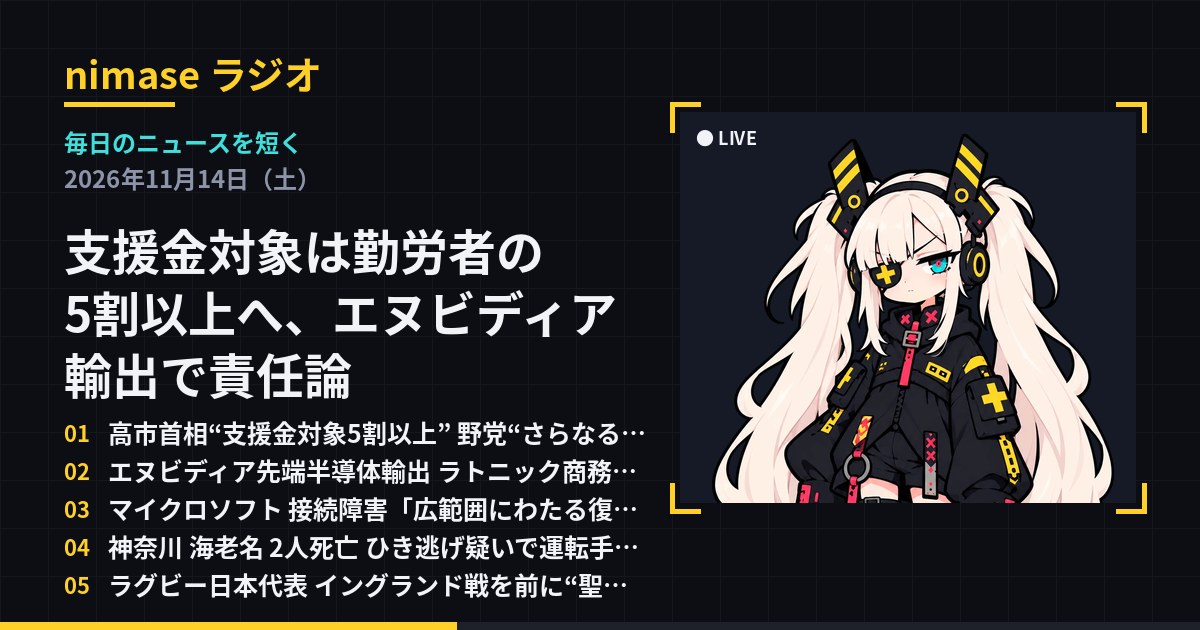 nimase ラジオ
毎日のニュースを短く
2026年11月14日（土）
支援金対象は勤労者の
5割以上へ、エヌビディア
輸出で責任論
01 高市首相“支援金対象5割以上” 野党“さらなる…
02 エヌビディア先端半導体輸出 ラトニック商務…
03 マイクロソフト 接続障害「広範囲にわたる復…
04 神奈川 海老名 2人死亡 ひき逃げ疑いで運転手…
05 ラグビー日本代表 イングランド戦を前に“聖…
LIVE